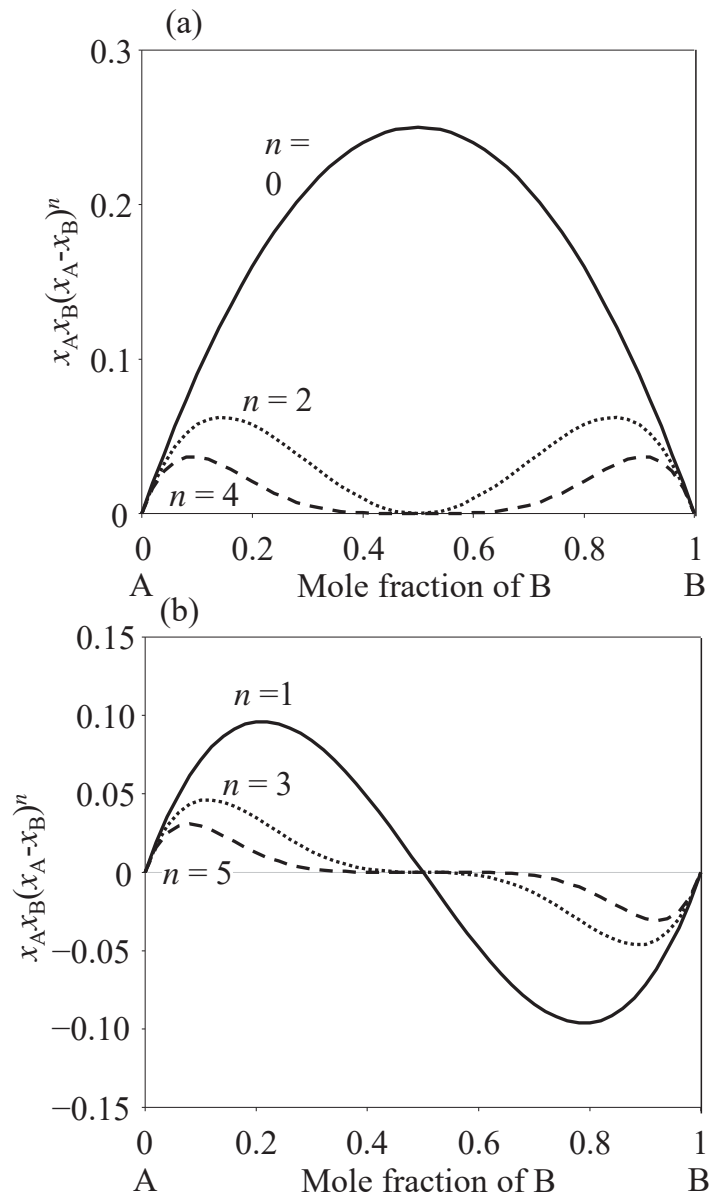 (a)
0.3
n =
0
0.2
x_A x_B(x_A-x_B)^n
0.1
n = 2
n = 4
0
0 0.2 0.4 0.6 0.8 1
A Mole fraction of B B
(b)
0.15
n =1
0.10
n = 3
0.05
x_A x_B(x_A-x_B)^n
0
n = 5
−0.05
−0.10
−0.15
0 0.2 0.4 0.6 0.8 1
A Mole fraction of B B